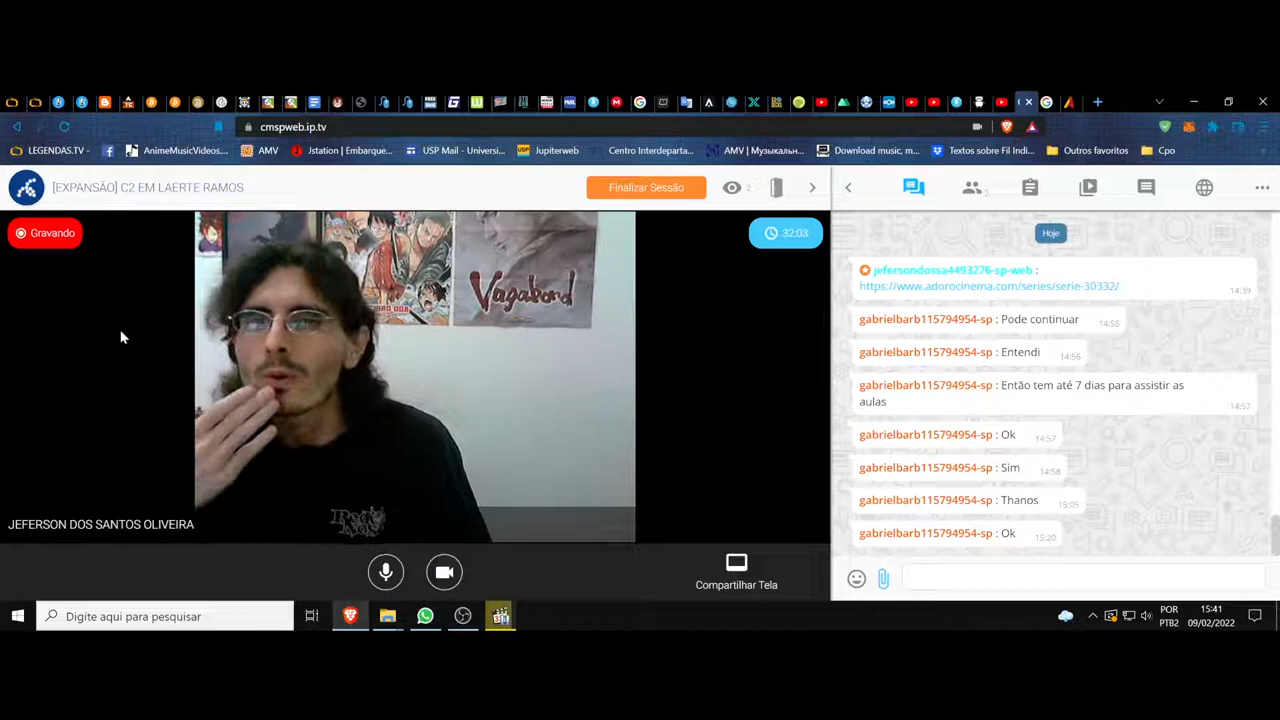 cmspweb.ip.tv
LEGENDAS.TV -
AnimeMusicVideos...
AMV
Jstation | Embarque...
USP Mail - Universi...
Jupiterweb
Centro Interdeparta...
AMV | Музыкальн...
Download music, m...
Textos sobre Fil Indi...
Outros favoritos
Cpo
[EXPANSÃO] C2 EM LAERTE RAMOS
Finalizar Sessão
2
2
Gravando
32:03
Vagabond
JEFERSON DOS SANTOS OLIVEIRA
Compartilhar Tela
Hoje
jefersondossa4493276-sp-web :
https://www.adorocinema.com/series/serie-30332/
14:39
gabrielbarb115794954-sp : Pode continuar
14:55
gabrielbarb115794954-sp : Entendi
14:56
gabrielbarb115794954-sp : Então tem até 7 dias para assistir as
aulas
14:57
gabrielbarb115794954-sp : Ok
14:57
gabrielbarb115794954-sp : Sim
14:58
gabrielbarb115794954-sp : Thanos
15:05
gabrielbarb115794954-sp : Ok
15:20
Digite aqui para pesquisar
POR
PTB2
15:41
09/02/2022